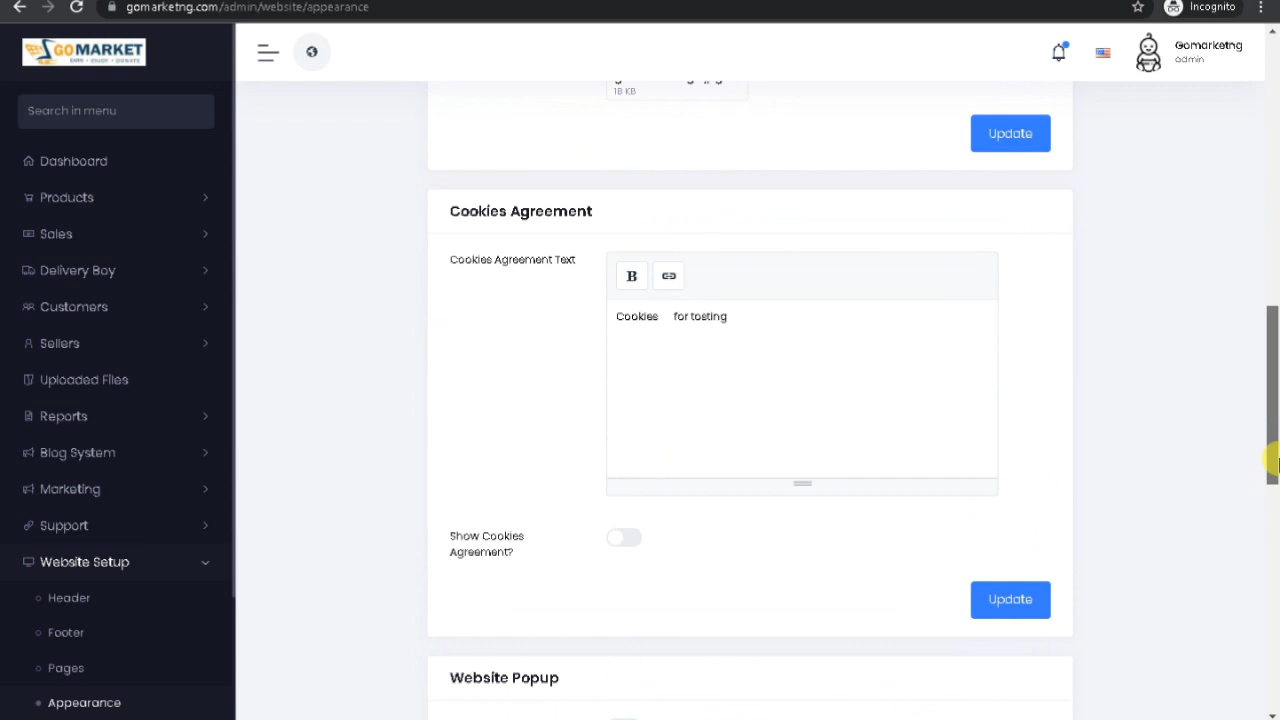 gomarketng.com/admin/website/appearance
Incognito
GOMARKET
Gomarketng
admin
Search in menu
18 KB
Update
Dashboard
Products
Sales
Delivery Boy
Customers
Sellers
Uploaded Files
Reports
Blog System
Marketing
Support
Website Setup
Header
Footer
Pages
Appearance
Cookies Agreement
Cookies Agreement Text
B
Cookies for tosting
Show Cookies
Agreement?
Update
Website Popup